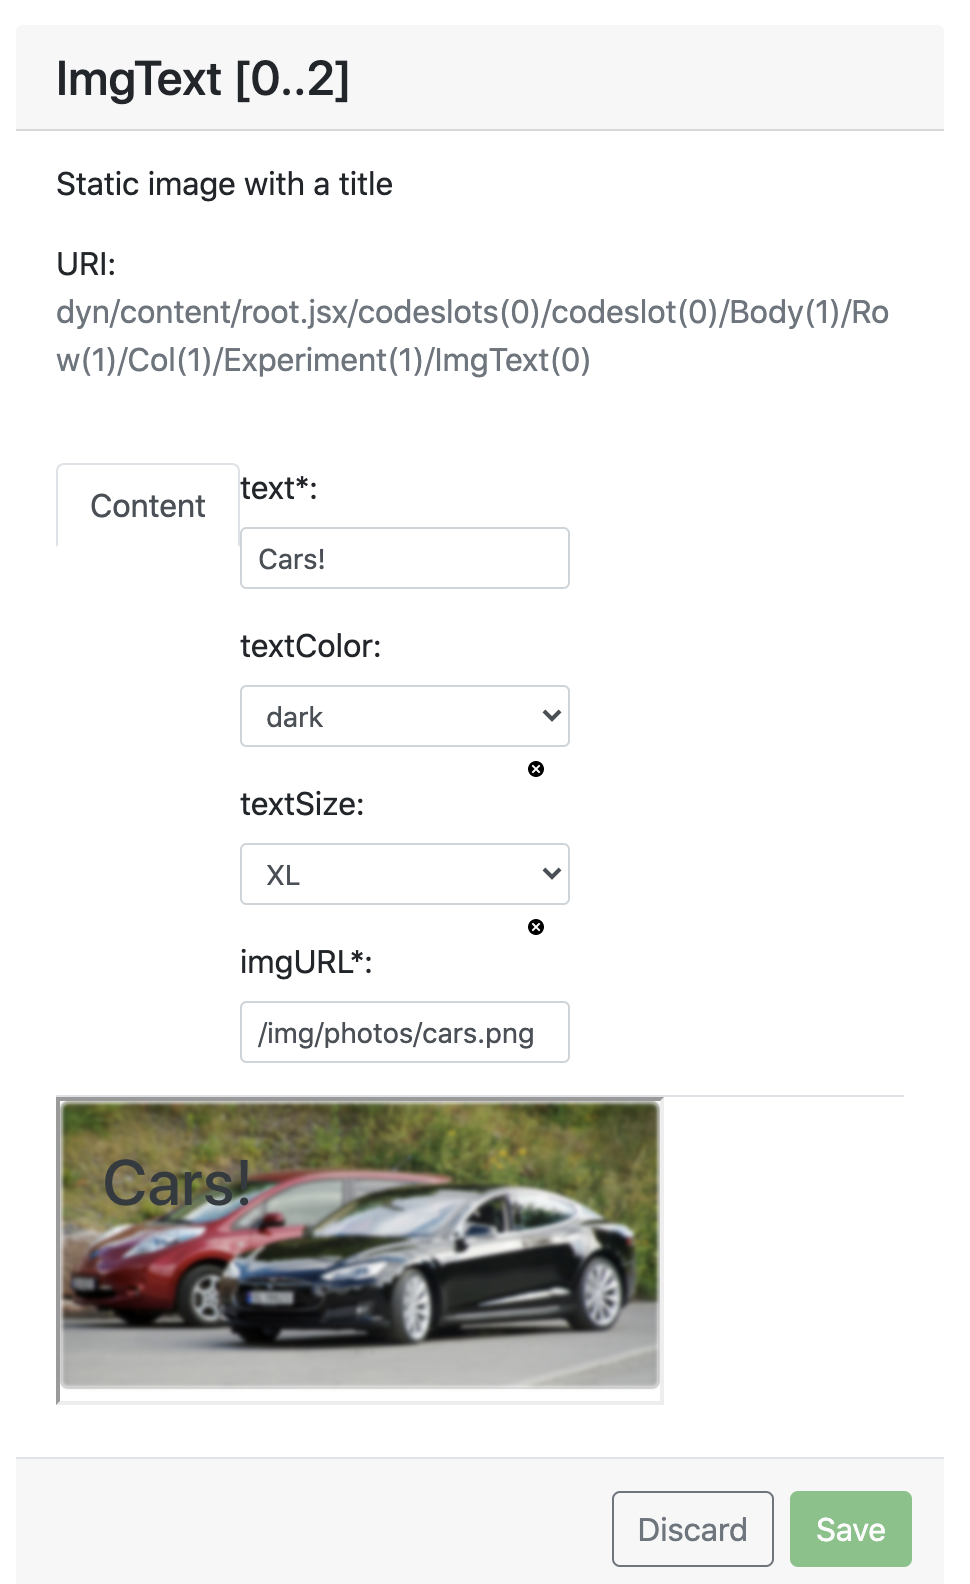 ImgText [0..2]
Static image with a title
URI:
dyn/content/root.jsx/codeslots(0)/codeslot(0)/Body(1)/Ro
w(1)/Col(1)/Experiment(1)/ImgText(0)
Content
text*:
Cars!
textColor:
dark
textSize:
XL
imgURL*:
/img/photos/cars.png
Cars!
Discard
Save